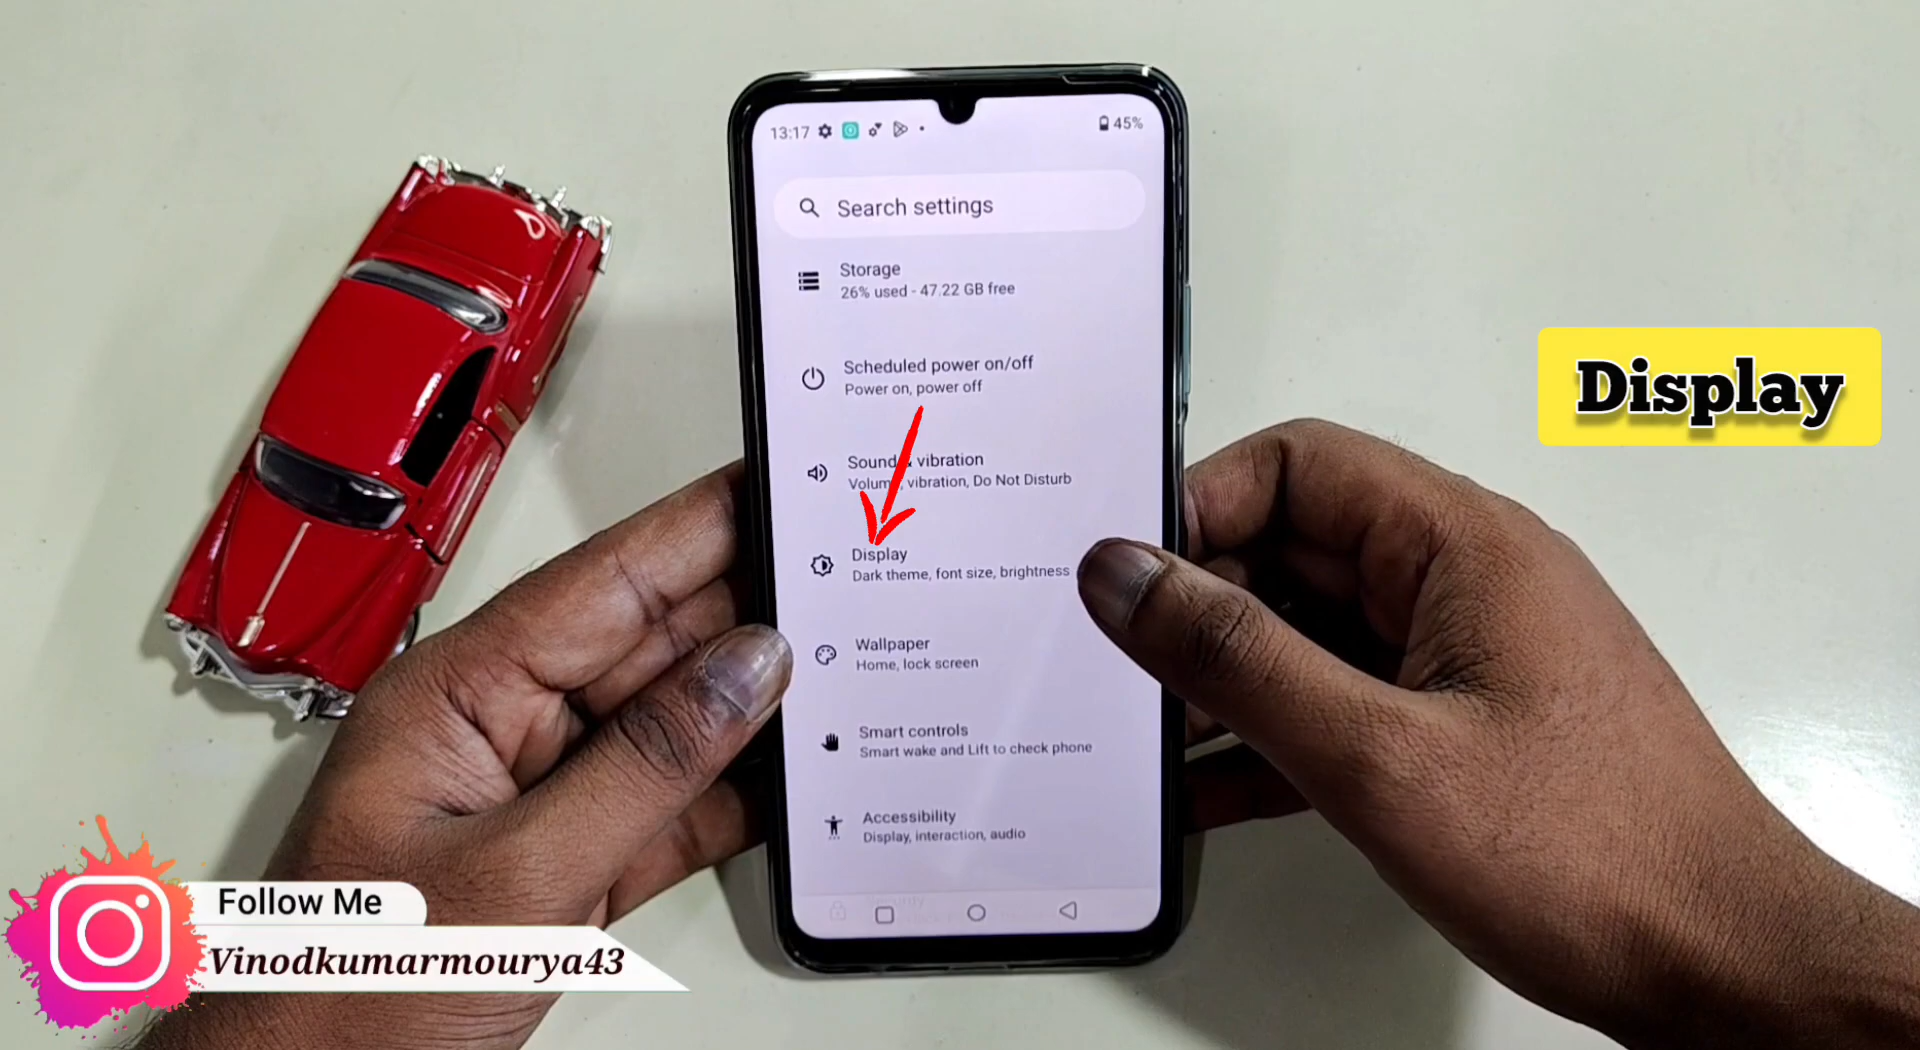 13:17
45%
Search settings
Storage
26% used - 47.22 GB free
Scheduled power on/off
Power on, power off
Sound & vibration
Volume, vibration, Do Not Disturb
Display
Dark theme, font size, brightness
Wallpaper
Home, lock screen
Smart controls
Smart wake and Lift to check phone
Accessibility
Display, interaction, audio
Security
Display
Follow Me
Vinodkumarmourya43